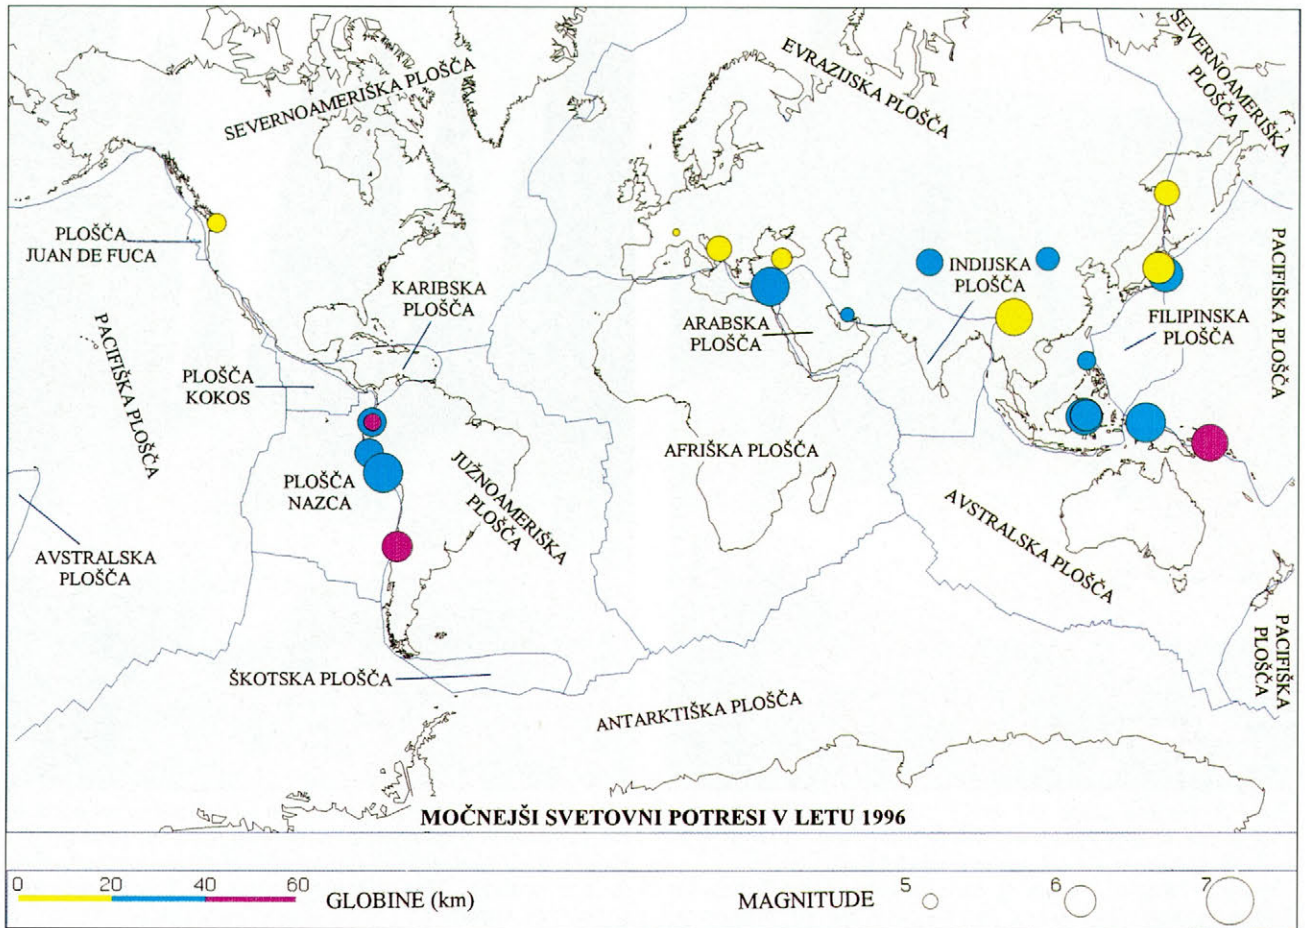 SEVERNOAMERIŠKA PLOŠČA
EVRAZIJSKA PLOŠČA
SEVERNOAMERIŠKA
PLOŠČA
PLOŠČA
JUAN DE FUCA
KARIBSKA
PLOŠČA
INDIJSKA
PLOŠČA
ARABSKA
PLOŠČA
FILIPINSKA
PLOŠČA
PACIFIŠKA PLOŠČA
PACIFIŠKA PLOŠČA
PLOŠČA
KOKOS
AFRIŠKA PLOŠČA
PLOŠČA
NAZCA
JUŽNOAMERIŠKA
PLOŠČA
AVSTRALSKA PLOŠČA
AVSTRALSKA
PLOŠČA
PACIFIŠKA
PLOŠČA
ŠKOTSKA PLOŠČA
ANTARKTIŠKA PLOŠČA
MOČNEJŠI SVETOVNI POTRESI V LETU 1996
0 20 40 60
GLOBINE (km)
MAGNITUDE
5 6 7